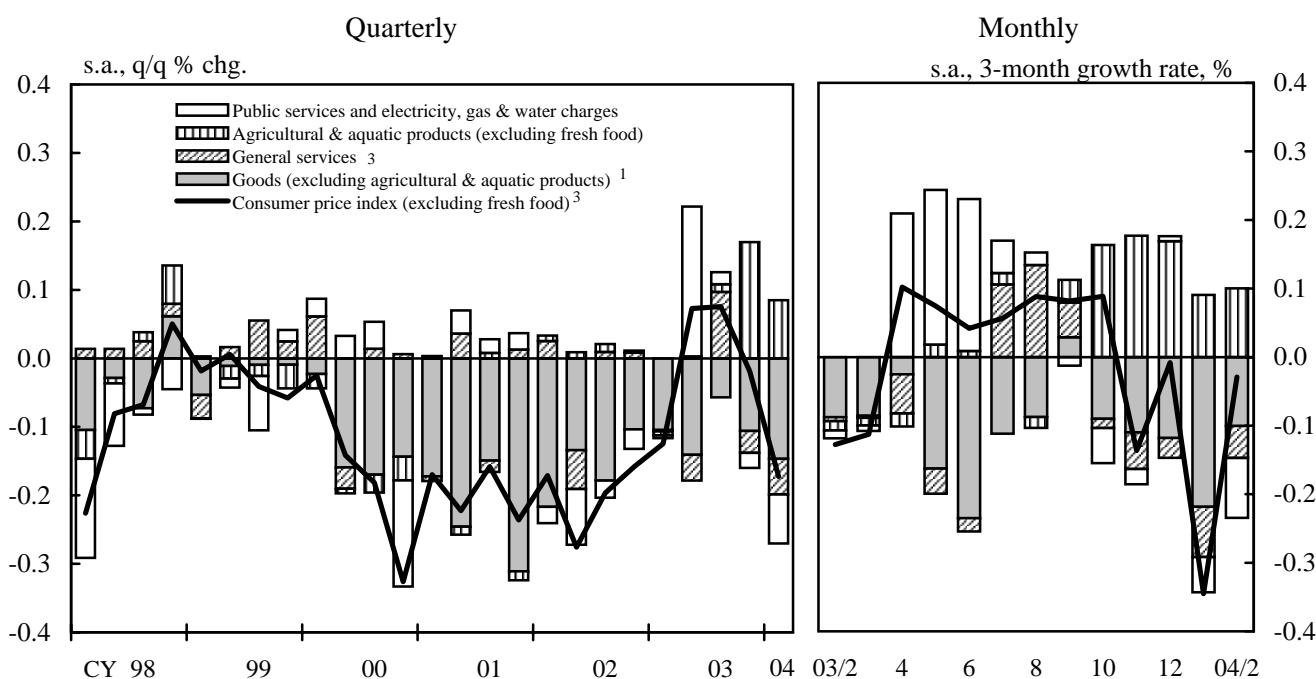 Quarterly
Monthly
s.a., q/q % chg.
s.a., 3-month growth rate, %
0.4
0.3
0.2
0.1
0.0
-0.1
-0.2
-0.3
-0.4
Public services and electricity, gas & water charges
Agricultural & aquatic products (excluding fresh food)
General services 3
Goods (excluding agricultural & aquatic products) 1
Consumer price index (excluding fresh food) 3
0.4
0.3
0.2
0.1
0.0
-0.1
-0.2
-0.3
-0.4
CY 98 99 00 01 02 03 04
03/2 4 6 8 10 12 04/2